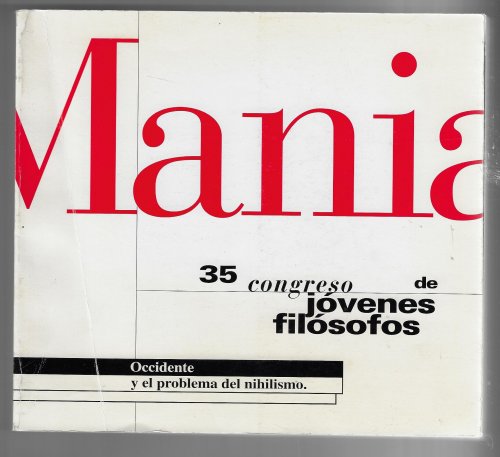 Mania
35 congreso de
jóvenes
filósofos
Occidente
y el problema del nihilismo.